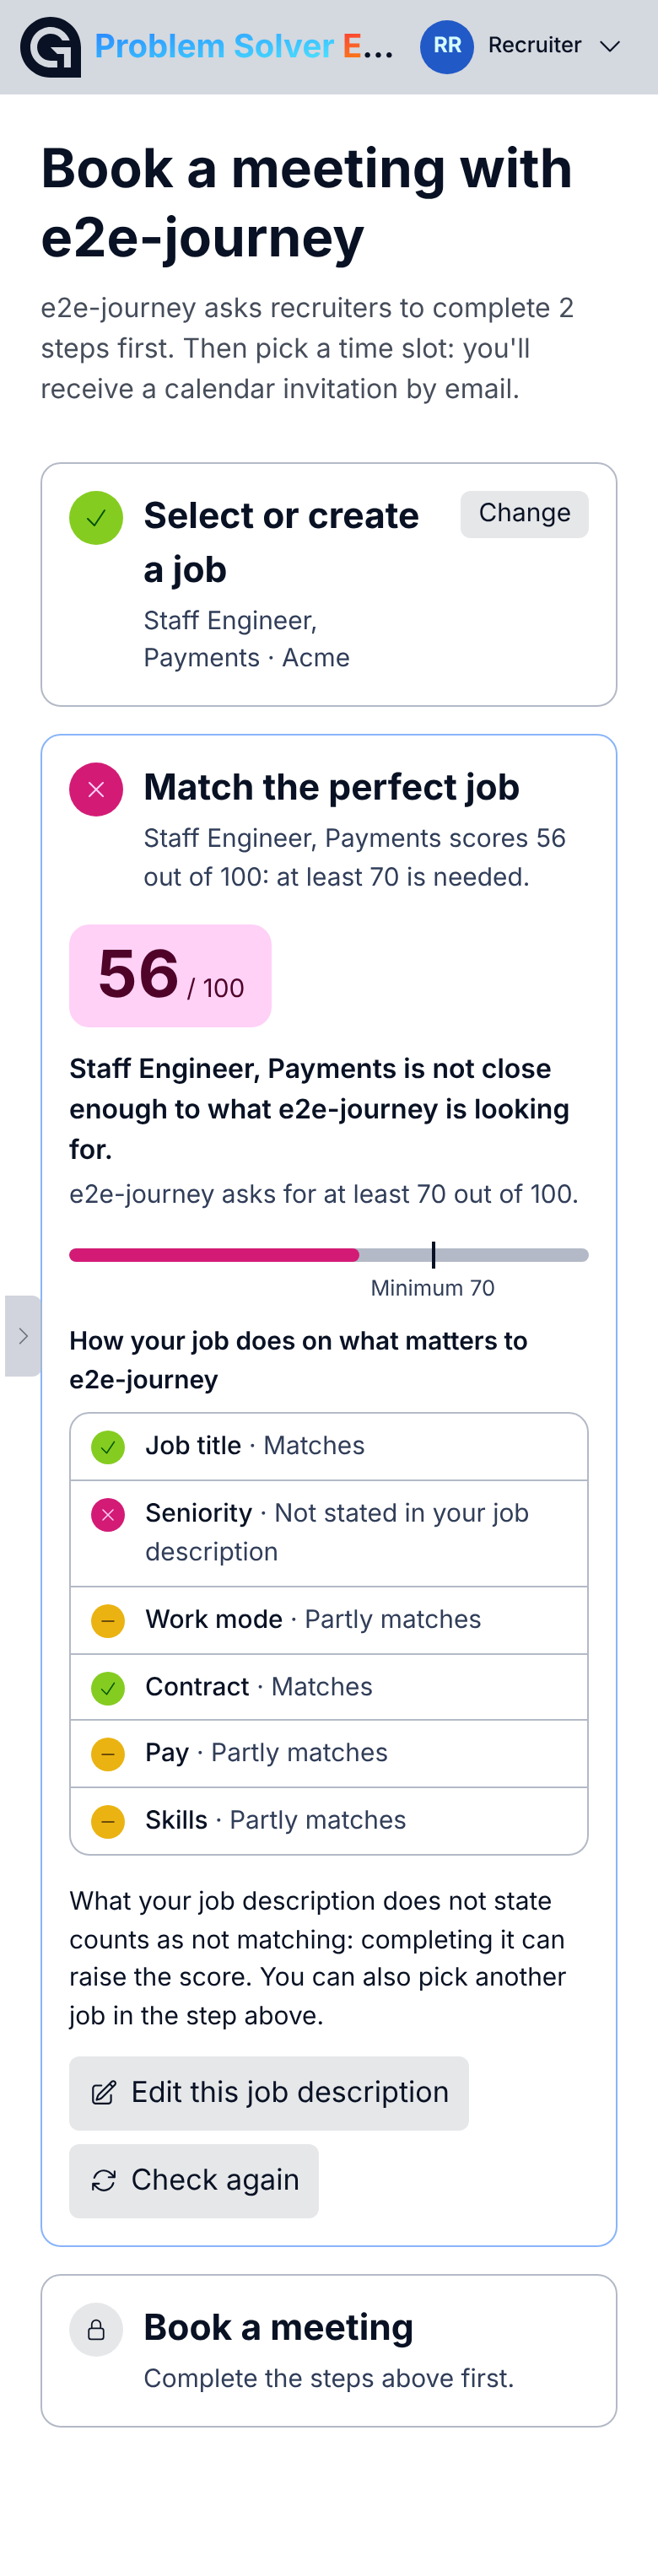 Problem Solver E...
RR
Recruiter
Book a meeting with
e2e-journey
e2e-journey asks recruiters to complete 2
steps first. Then pick a time slot: you'll
receive a calendar invitation by email.
Select or create
a job
Change
Staff Engineer,
Payments · Acme
Match the perfect job
Staff Engineer, Payments scores 56
out of 100: at least 70 is needed.
56 / 100
Staff Engineer, Payments is not close
enough to what e2e-journey is looking
for.
e2e-journey asks for at least 70 out of 100.
Minimum 70
How your job does on what matters to
e2e-journey
Job title · Matches
Seniority · Not stated in your job
description
Work mode · Partly matches
Contract · Matches
Pay · Partly matches
Skills · Partly matches
What your job description does not state
counts as not matching: completing it can
raise the score. You can also pick another
job in the step above.
Edit this job description
Check again
Book a meeting
Complete the steps above first.